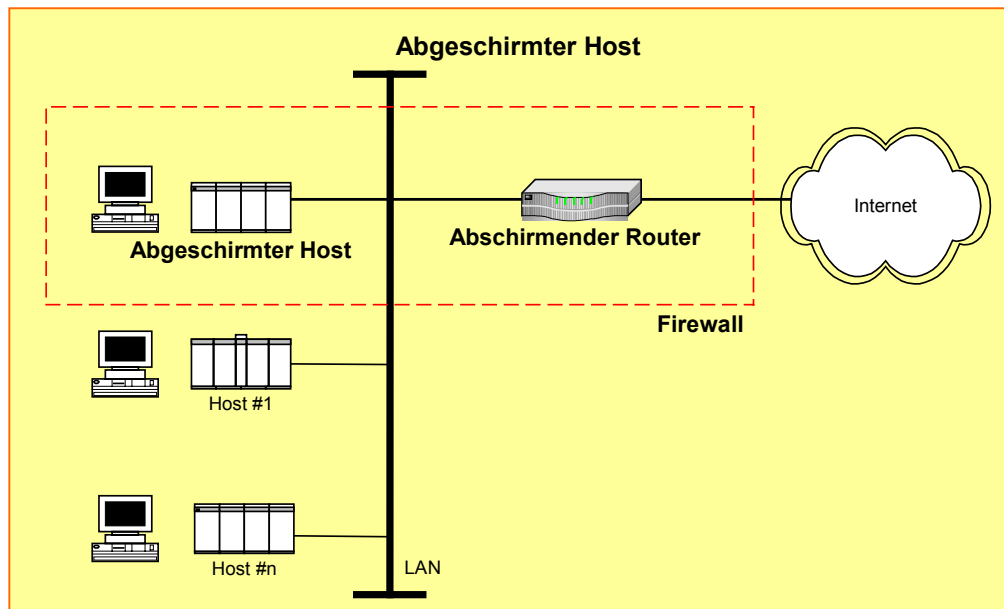 Abgeschirmter Host
Internet
Abschirmender Router
Abgeschirmter Host
Firewall
Host #1
LAN
Host #n